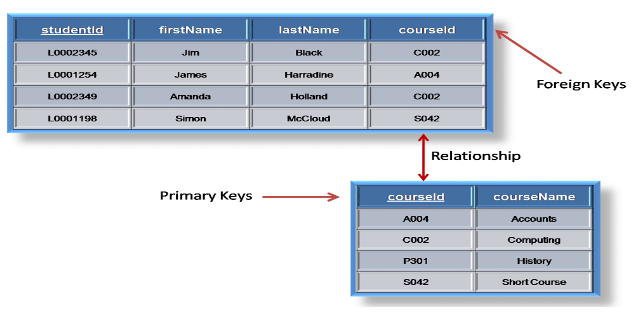 studentId firstName lastName courseId
L0002345 Jim Black C002
L0001254 James Harradine A004
L0002349 Amanda Holland C002
L0001198 Simon McCloud S042
Foreign Keys
Relationship
Primary Keys
courseId courseName
A004 Accounts
C002 Computing
P301 History
S042 Short Course